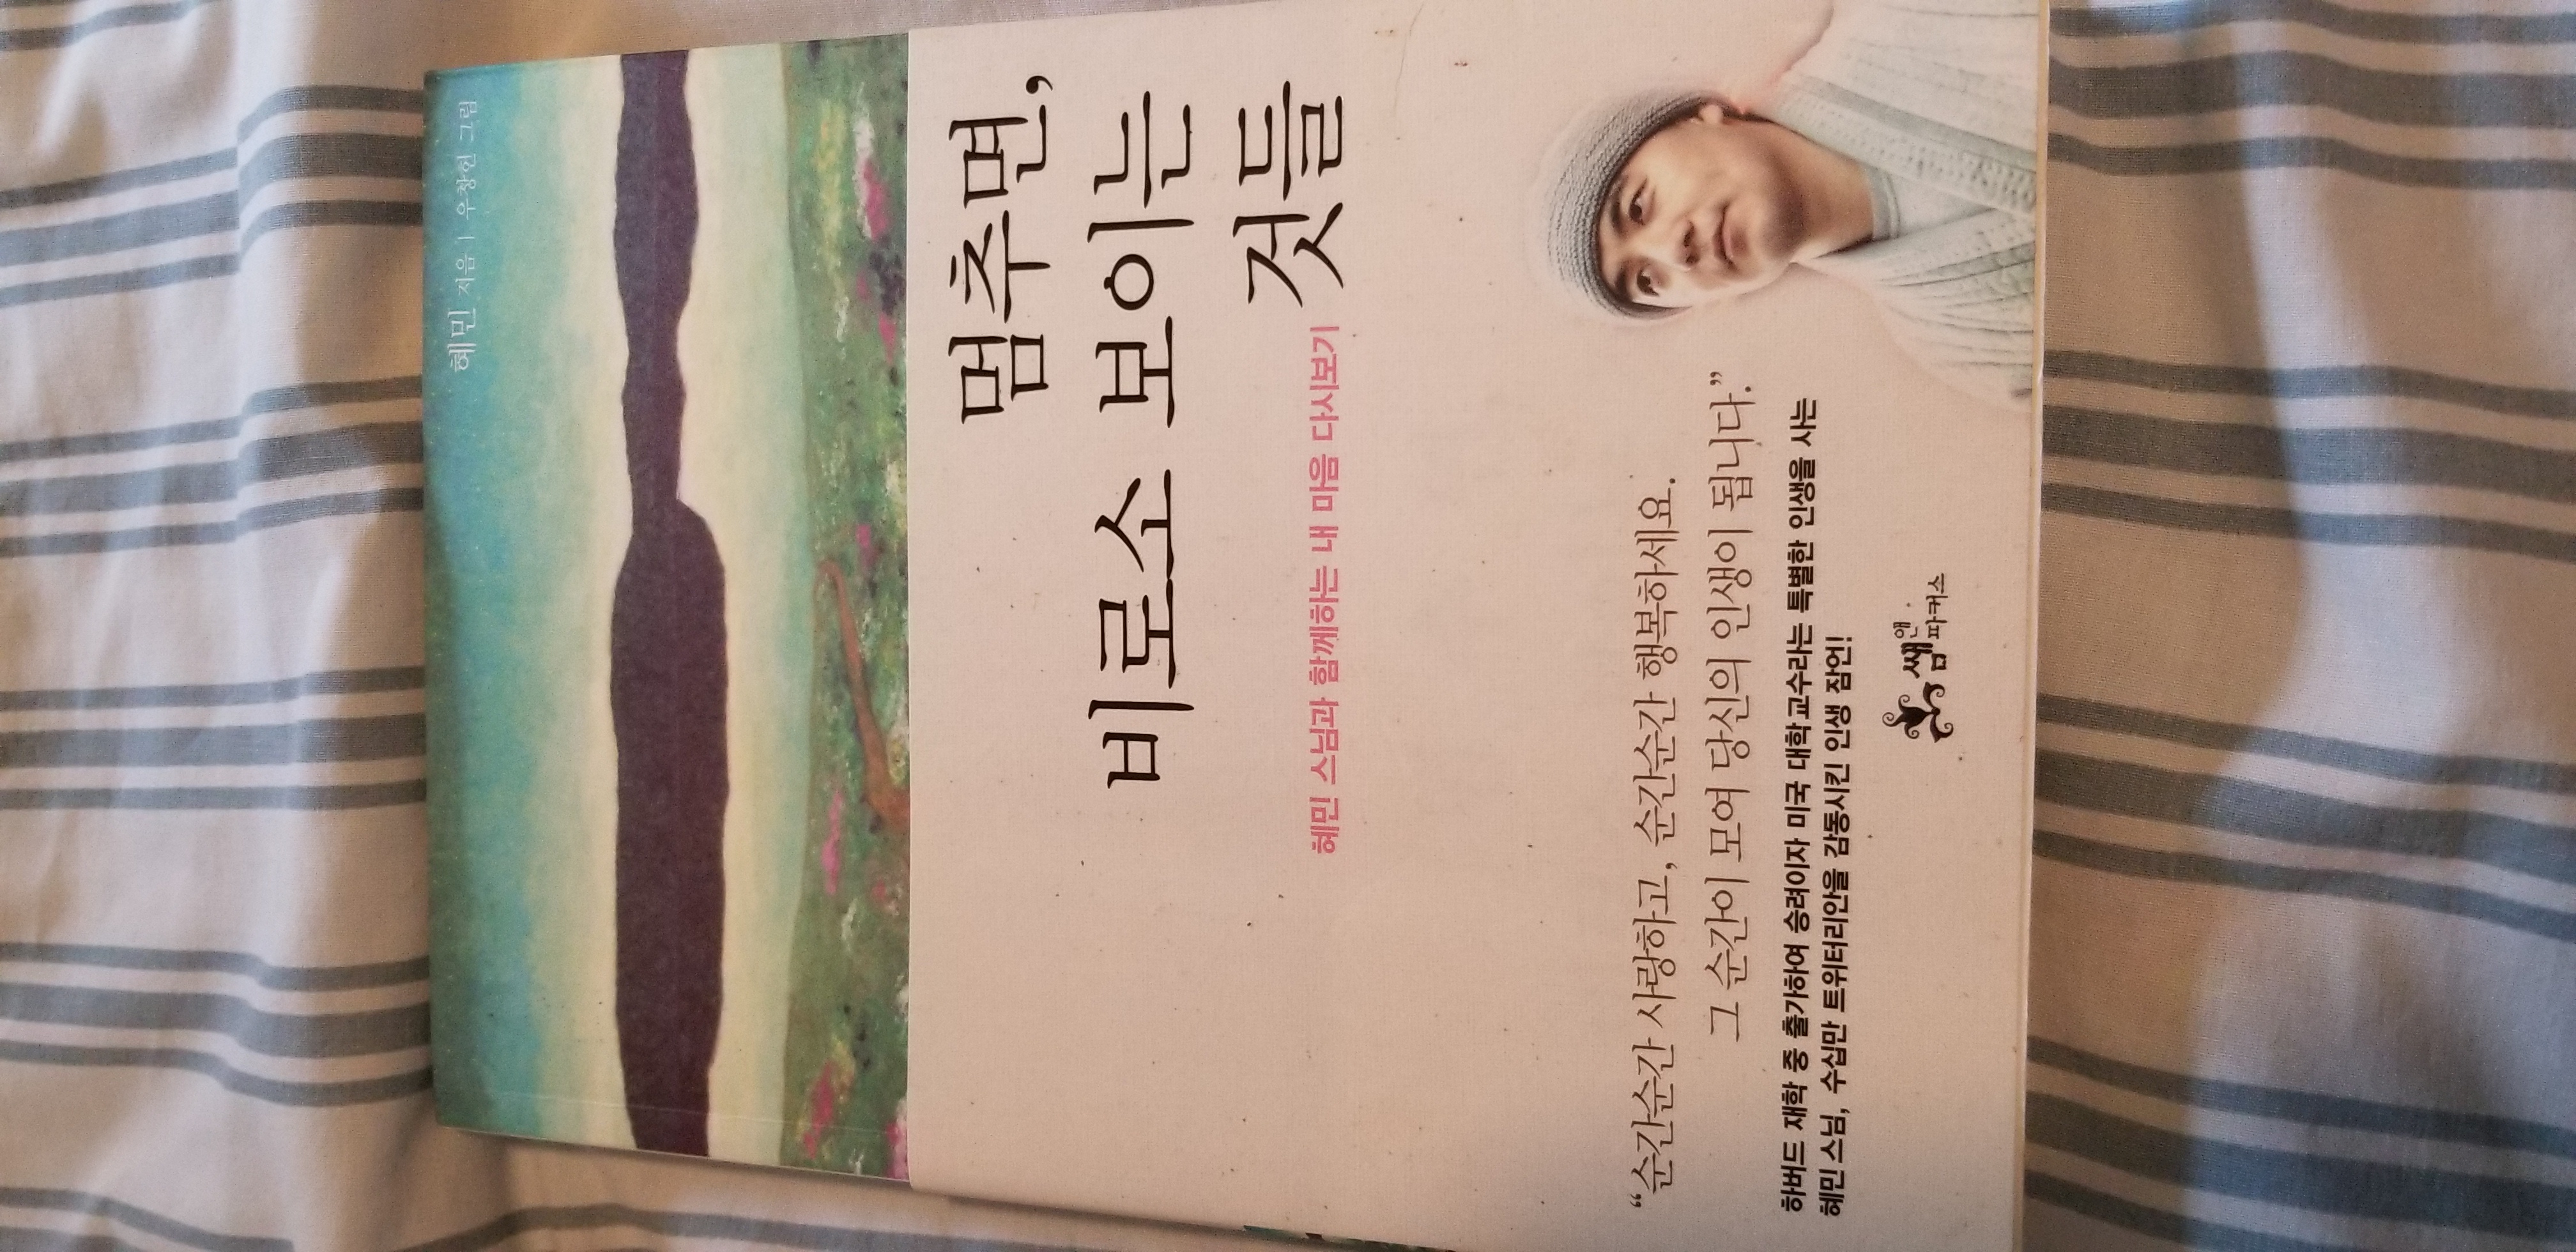 혜민 지음 | 우창헌 그림
멈추면,
비로소 보이는
것들
혜민 스님과 함께하는 내 마음 다시보기
“순간순간 사랑하고, 순간순간 행복하세요.
그 순간이 모여 당신의 인생이 됩니다.”
하버드 재학 중 출가하여 승려이자 미국 대학교수라는 특별한 인생을 사는
혜민 스님, 수십만 트위터리안을 감동시킨 인생 잠언!
쌤앤
파커스